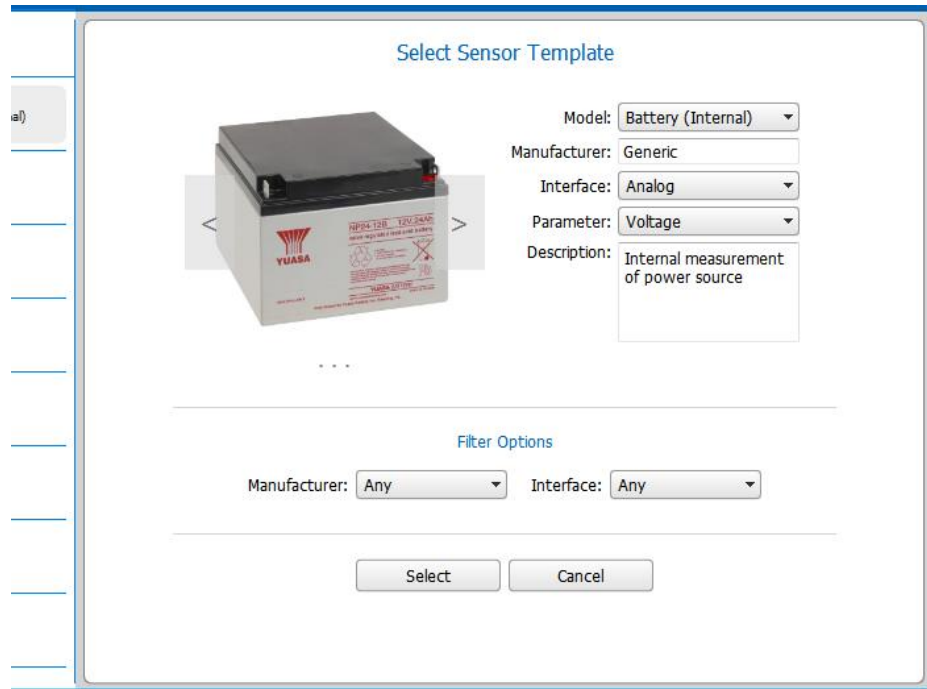 Select Sensor Template
al)
Model: Battery (Internal)
Manufacturer: Generic
Interface: Analog
Parameter: Voltage
Description: Internal measurement
of power source
< >
NP24-12B 12V,24Ah
YUASA
. . .
Filter Options
Manufacturer: Any Interface: Any
Select Cancel